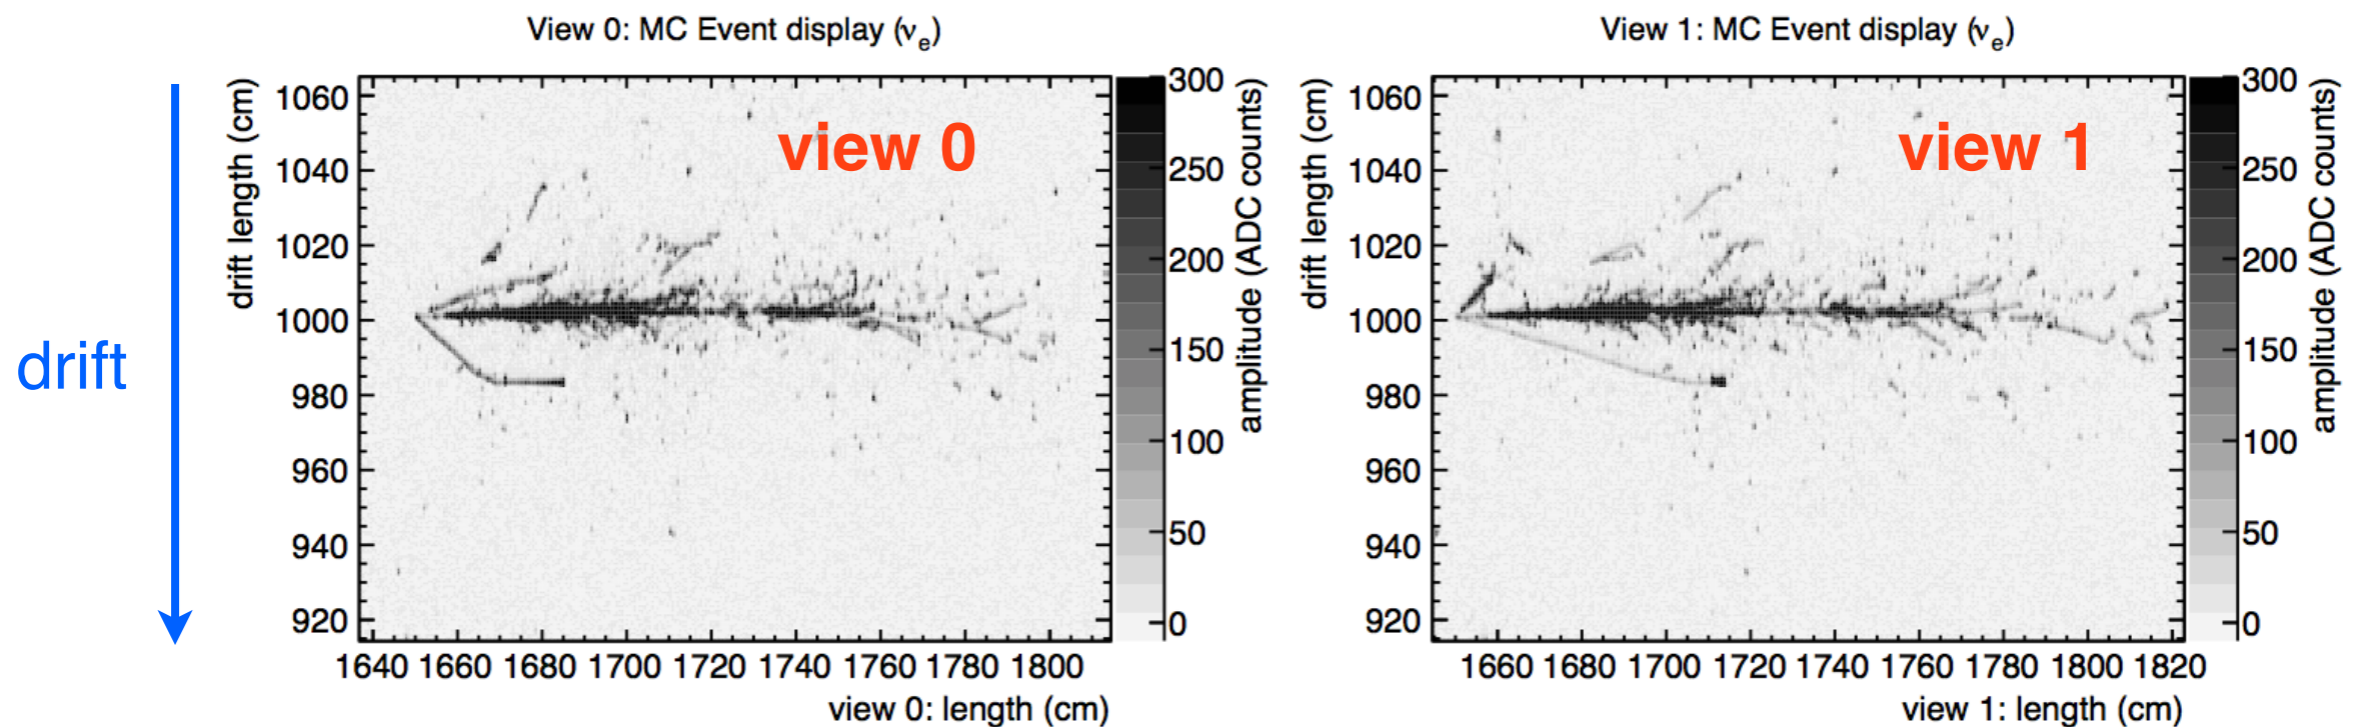 View 0: MC Event display (νe)
view 0
drift length (cm)
1060
1040
1020
1000
980
960
940
920
1640 1660 1680 1700 1720 1740 1760 1780 1800
view 0: length (cm)
300
250
200
150
100
50
0
amplitude (ADC counts)
drift
View 1: MC Event display (νe)
view 1
drift length (cm)
1060
1040
1020
1000
980
960
940
920
1660 1680 1700 1720 1740 1760 1780 1800 1820
view 1: length (cm)
300
250
200
150
100
50
0
amplitude (ADC counts)